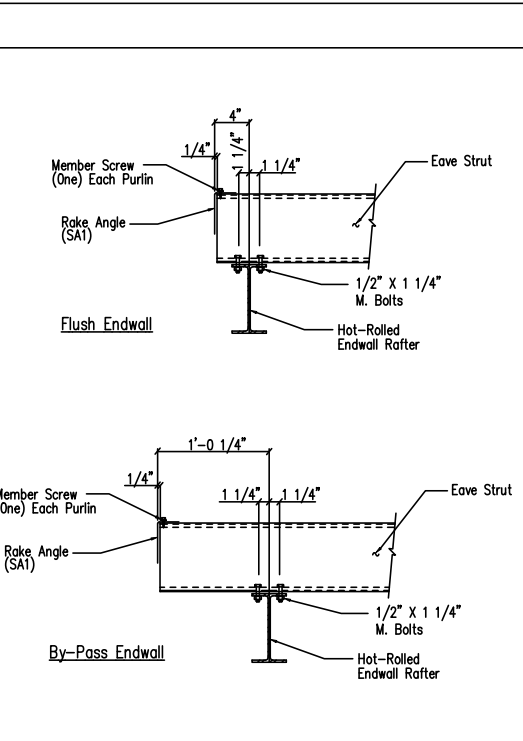 4"
1/4"
1 1/4"
1 1/4"
Member Screw
(One) Each Purlin
Eave Strut
Rake Angle
(SA1)
1/2" X 1 1/4"
M. Bolts
Flush Endwall
Hot-Rolled
Endwall Rafter
1'-0 1/4"
1/4"
1 1/4"
1 1/4"
Member Screw
One) Each Purlin
Eave Strut
Rake Angle
(SA1)
1/2" X 1 1/4"
M. Bolts
By-Pass Endwall
Hot-Rolled
Endwall Rafter